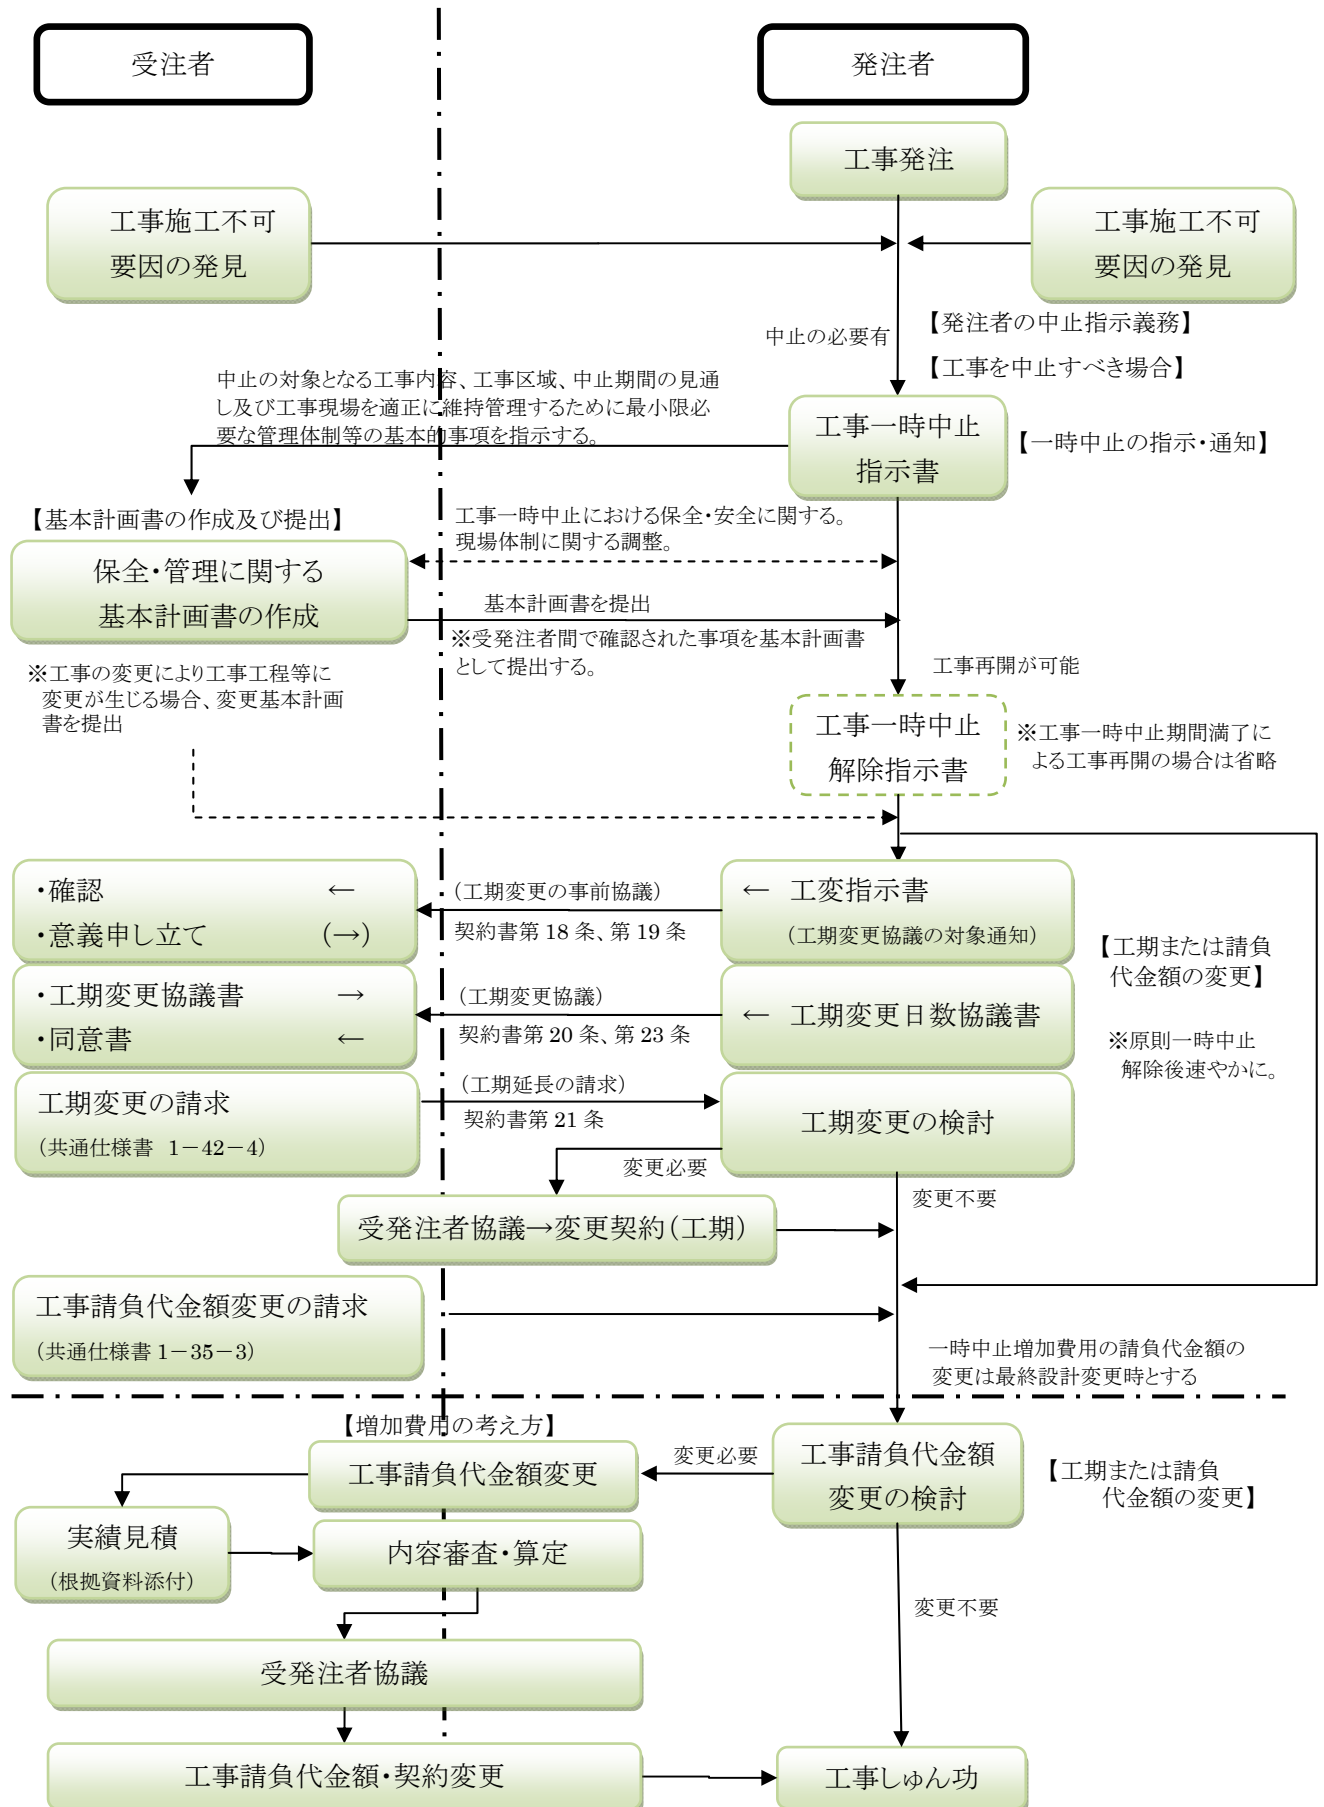 受注者
発注者
工事発注
工事施工不可
要因の発見
工事施工不可
要因の発見
中止の必要有
【発注者の中止指示義務】
【工事を中止すべき場合】
中止の対象となる工事内容、工事区域、中止期間の見通
し及び工事現場を適正に維持管理するために最小限必
要な管理体制等の基本的事項を指示する。
工事一時中止
指示書
【一時中止の指示・通知】
【基本計画書の作成及び提出】
工事一時中止における保全・安全に関する。
現場体制に関する調整。
保全・管理に関する
基本計画書の作成
基本計画書を提出
※受発注者間で確認された事項を基本計画書
として提出する。
工事再開が可能
※工事の変更により工事工程等に
変更が生じる場合、変更基本計画
書を提出
工事一時中止
解除指示書
※工事一時中止期間満了に
よる工事再開の場合は省略
・確認 ←
・意義申し立て (→)
(工期変更の事前協議)
契約書第 18 条、第 19 条
← 工変指示書
(工期変更協議の対象通知)
【工期または請負
代金額の変更】
・工期変更協議書 →
・同意書 ←
(工期変更協議)
契約書第 20 条、第 23 条
← 工期変更日数協議書
※原則一時中止
解除後速やかに。
工期変更の請求
(共通仕様書 1-42-4)
(工期延長の請求)
契約書第 21 条
工期変更の検討
変更必要
変更不要
受発注者協議→変更契約(工期)
工事請負代金額変更の請求
(共通仕様書 1-35-3)
一時中止増加費用の請負代金額の
変更は最終設計変更時とする
【増加費用の考え方】
工事請負代金額変更
変更必要
工事請負代金額
変更の検討
【工期または請負
代金額の変更】
実績見積
(根拠資料添付)
内容審査・算定
変更不要
受発注者協議
工事請負代金額・契約変更
工事しゅん功